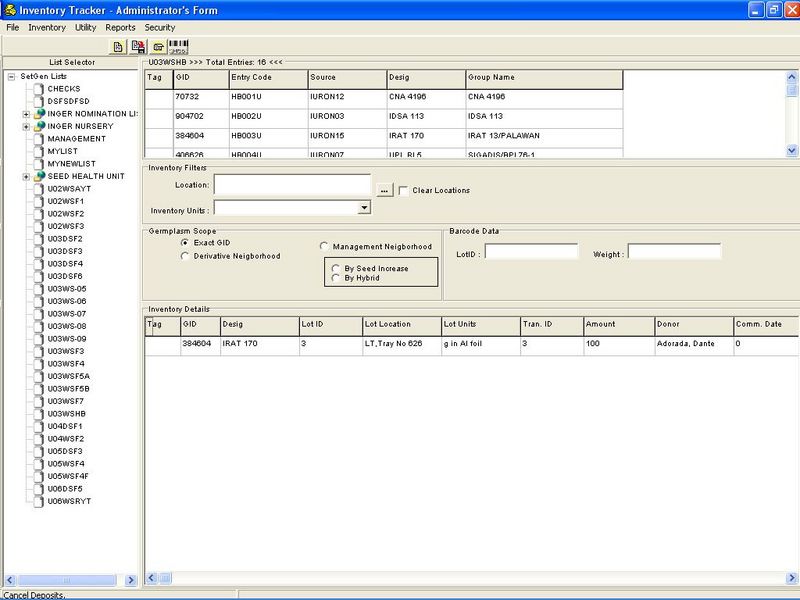 Inventory Tracker - Administrator's Form
File Inventory Utility Reports Security
List Selector
SetGen Lists
CHECKS
DSFSDFSD
INGER NOMINATION LI
INGER NURSERY
MANAGEMENT
MYLIST
MYNEWLIST
SEED HEALTH UNIT
U02WSAYT
U02WSF1
U02WSF2
U02WSF3
U03DSF2
U03DSF3
U03DSF4
U03DSF6
U03WS-05
U03WS-06
U03WS-07
U03WS-08
U03WS-09
U03WSF3
U03WSF4
U03WSF5A
U03WSF5B
U03WSF7
U03WSHB
U04DSF1
U04WSF2
U05DSF3
U05WSF4
U05WSF4F
U06DSF5
U06WSRYT
U03WSHB >>> Total Entries: 16 <<<
Tag GID Entry Code Source Desig Group Name
70732 HB001U IURON12 CNA 4196 CNA 4196
904702 HB002U IURON03 IDSA 113 IDSA 113
384604 HB003U IURON15 IRAT 170 IRAT 13/PALAWAN
406626 HB004U IURON07 UPL RL5 SIGADIS/BPI 76-1
Inventory Filters
Location: ... Clear Locations
Inventory Units :
Germplasm Scope
Exact GID
Derivative Neigborhood
Management Neigborhood
By Seed Increase
By Hybrid
Barcode Data
LotID : Weight :
Inventory Details
Tag GID Desig Lot ID Lot Location Lot Units Tran. ID Amount Donor Comm. Date
384604 IRAT 170 3 LT,Tray No 626 g in Al foil 3 100 Adorada, Dante 0
Cancel Deposits.